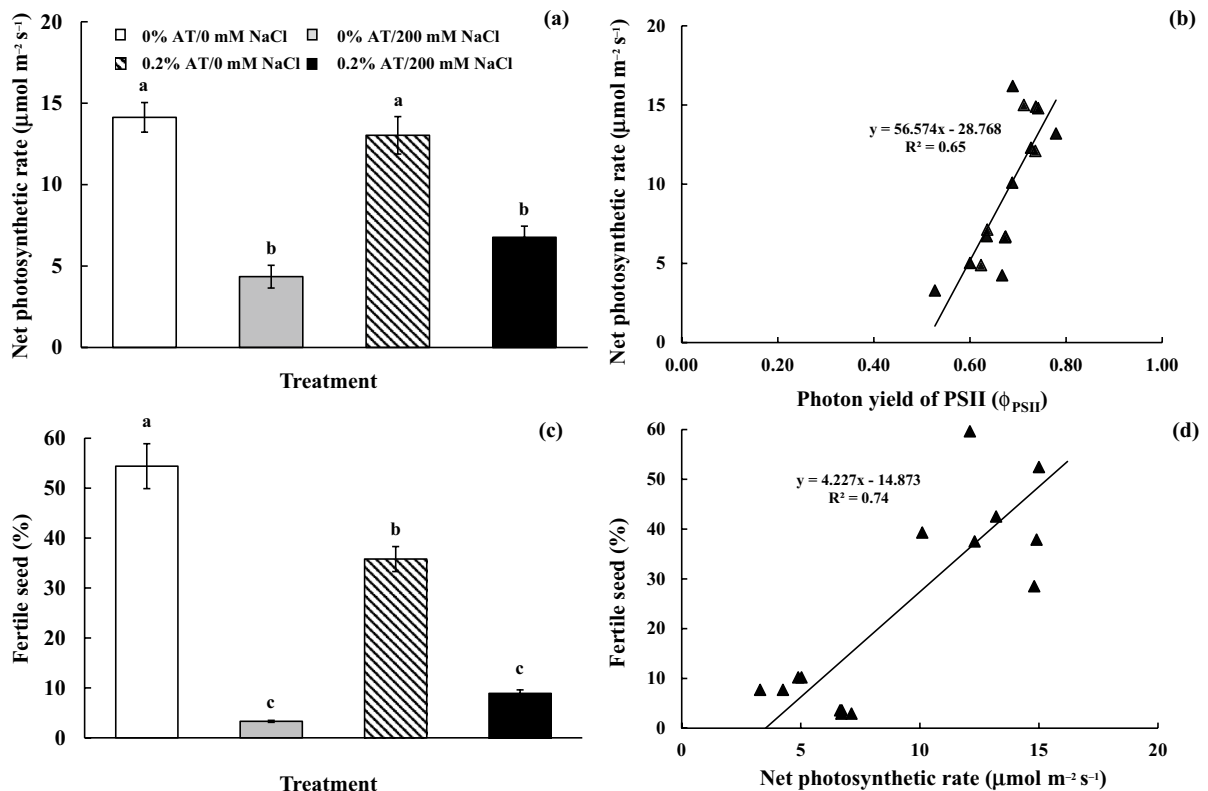 (a)
Net photosynthetic rate (μmol m⁻² s⁻¹)
20
15
10
5
0
0% AT/0 mM NaCl
0% AT/200 mM NaCl
0.2% AT/0 mM NaCl
0.2% AT/200 mM NaCl
a
b
a
b
Treatment
(b)
Net photosynthetic rate (μmol m⁻² s⁻¹)
20
15
10
5
0
y = 56.574x - 28.768
R² = 0.65
0.00 0.20 0.40 0.60 0.80 1.00
Photon yield of PSII (ϕPSII)
(c)
Fertile seed (%)
60
50
40
30
20
10
0
a
c
b
c
Treatment
(d)
Fertile seed (%)
60
50
40
30
20
10
0
y = 4.227x - 14.873
R² = 0.74
0 5 10 15 20
Net photosynthetic rate (μmol m⁻² s⁻¹)